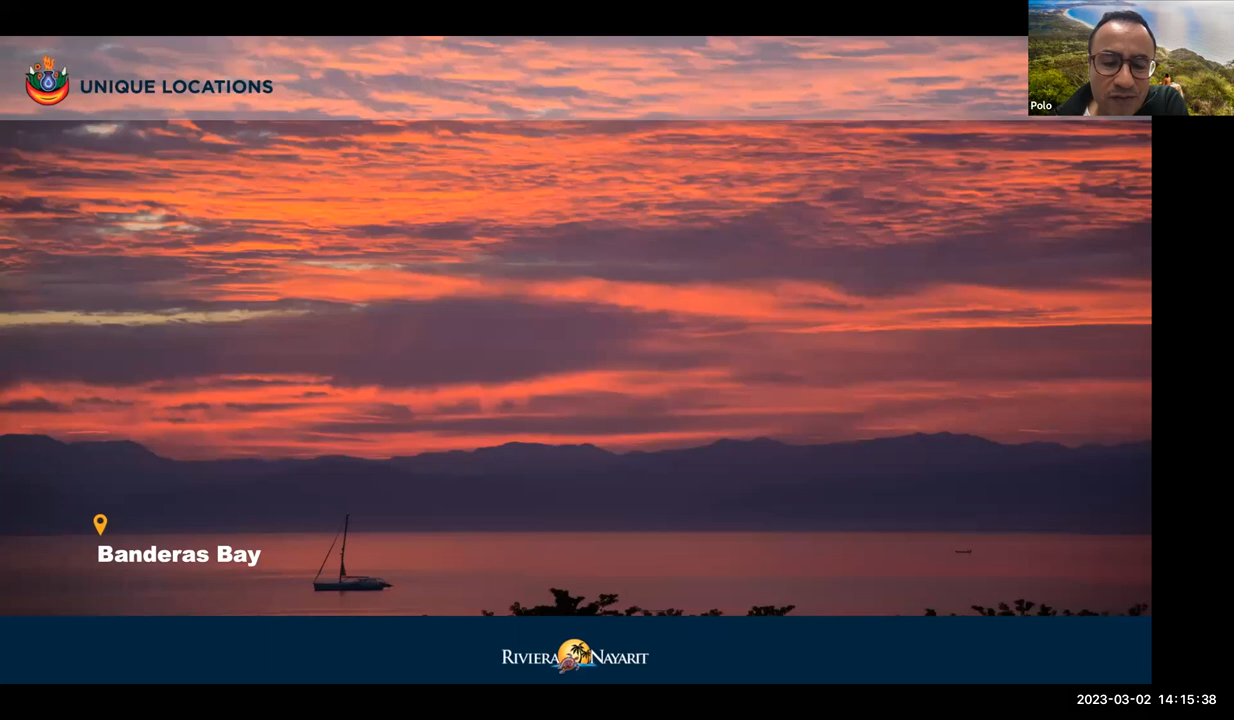 UNIQUE LOCATIONS
Polo
Banderas Bay
RIVIERA NAYARIT
2023-03-02 14:15:38